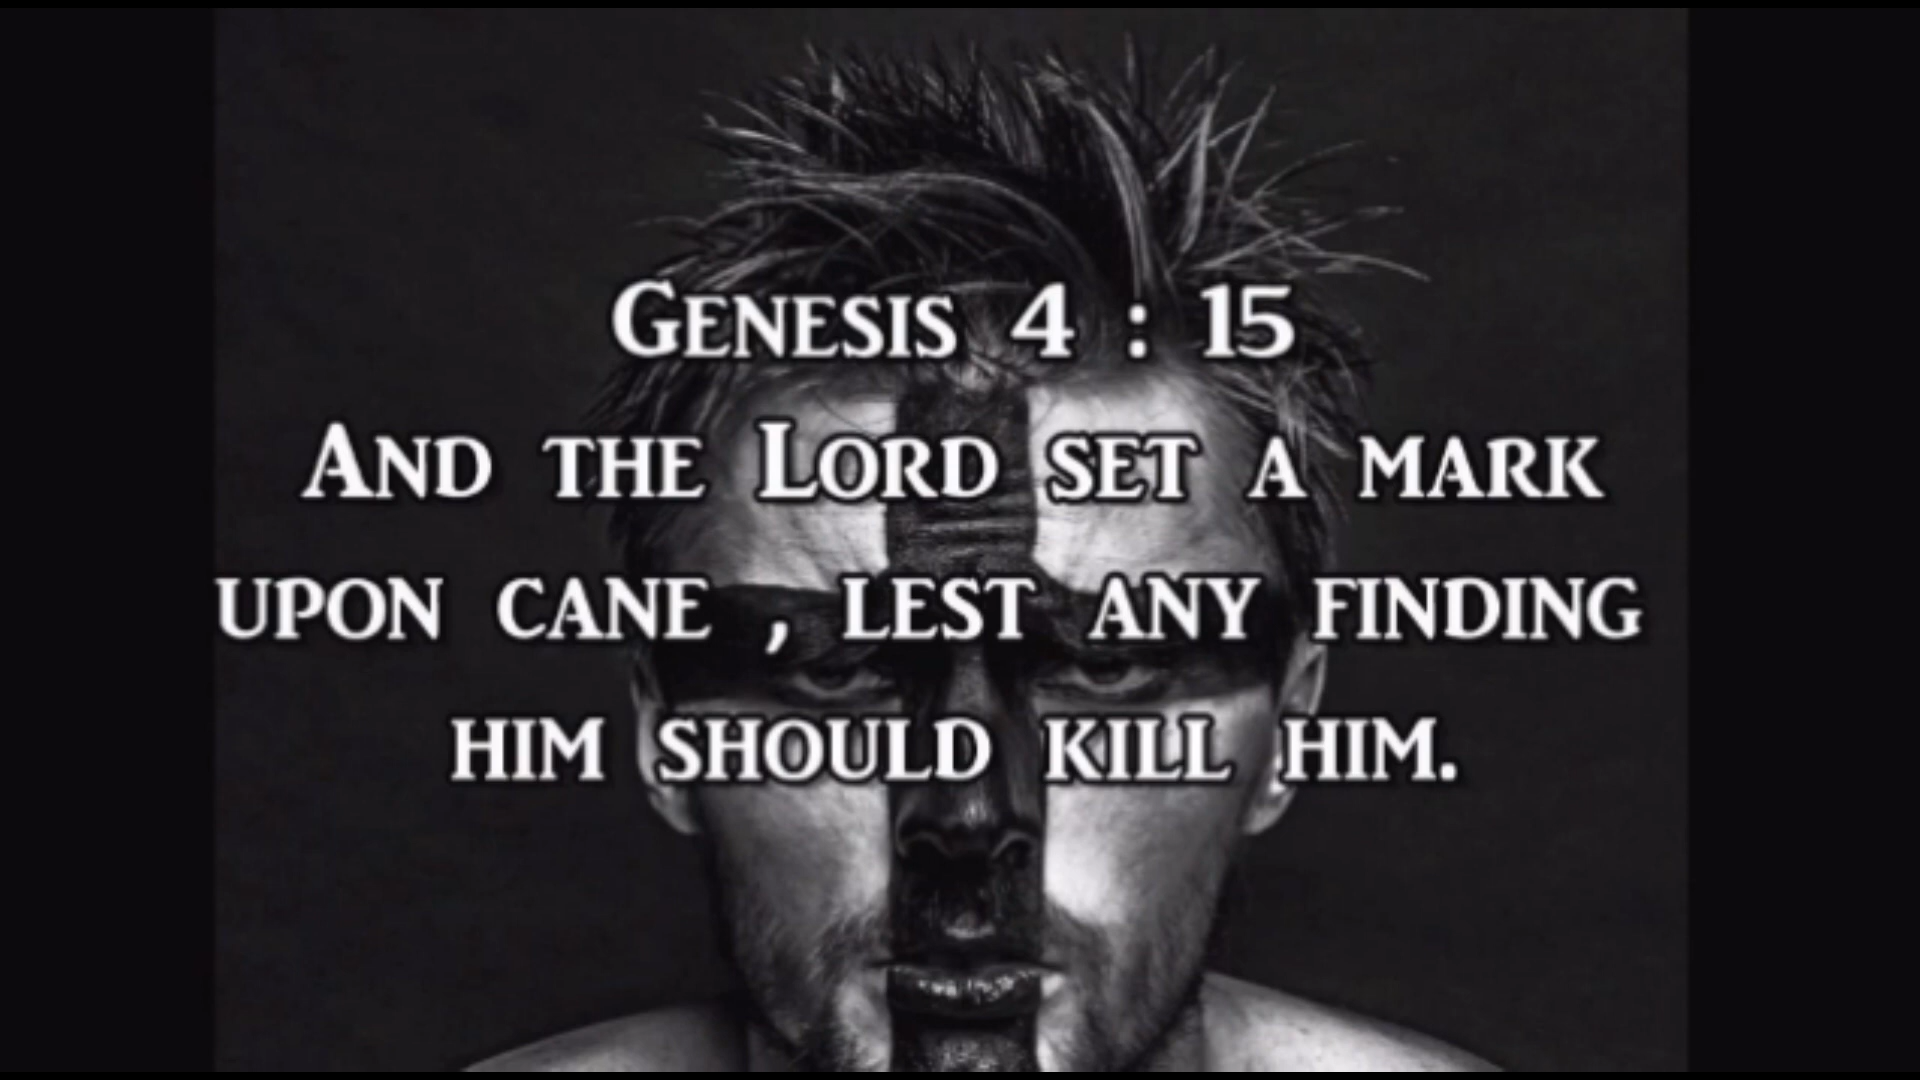 Genesis 4 : 15
And the Lord set a mark
upon cane , lest any finding
him should kill him.